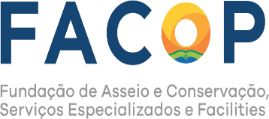 FACOP
Fundação de Asseio e Conservação,
Serviços Especializados e Facilities